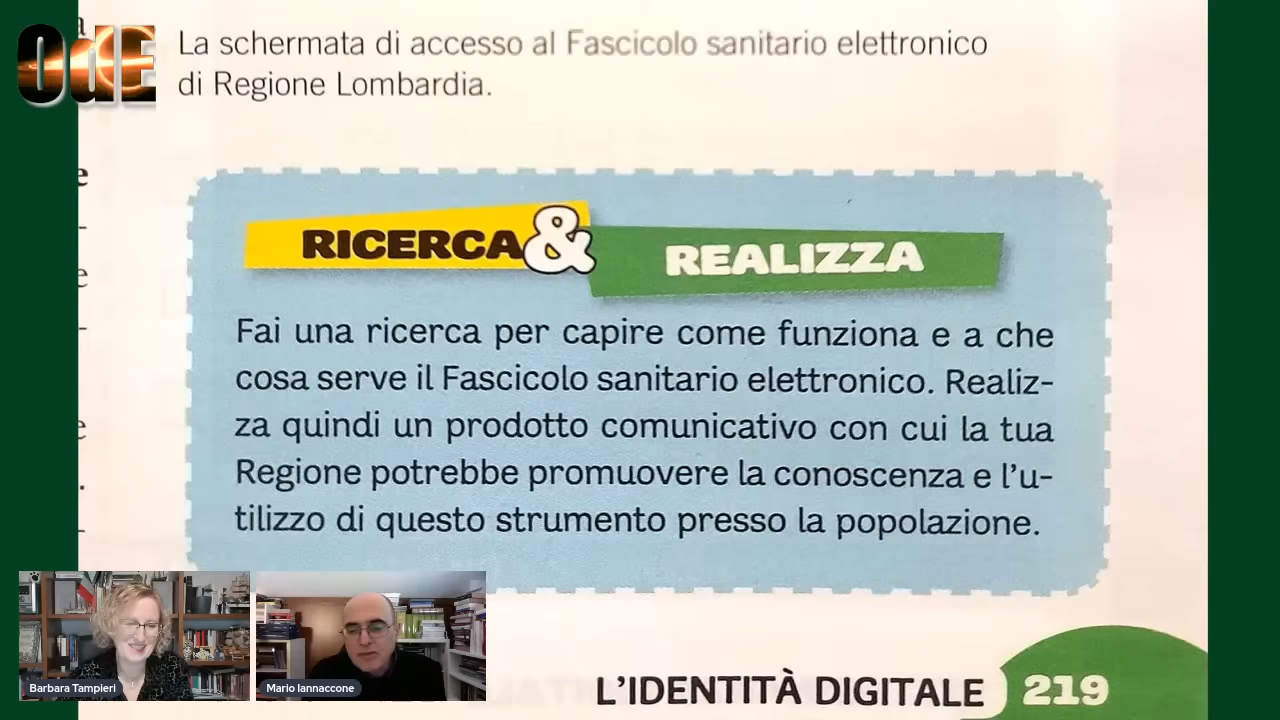 OdE
La schermata di accesso al Fascicolo sanitario elettronico
di Regione Lombardia.
RICERCA & REALIZZA
Fai una ricerca per capire come funziona e a che
cosa serve il Fascicolo sanitario elettronico. Realiz-
za quindi un prodotto comunicativo con cui la tua
Regione potrebbe promuovere la conoscenza e l'u-
tilizzo di questo strumento presso la popolazione.
Barbara Tampieri
Mario Iannaccone
L'IDENTITÀ DIGITALE 219